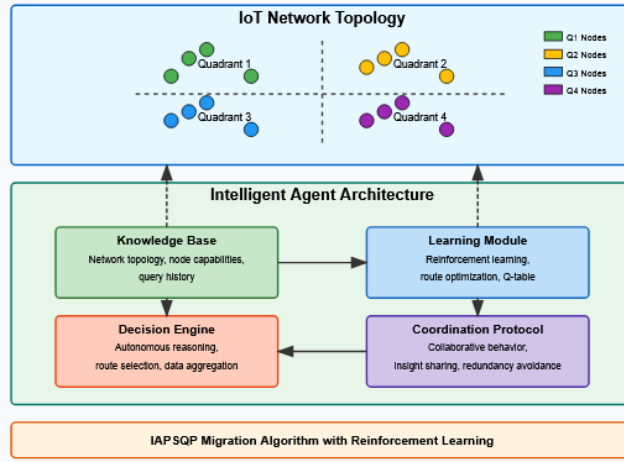 IoT Network Topology
Quadrant 1
Quadrant 2
Quadrant 3
Quadrant 4
Q1 Nodes
Q2 Nodes
Q3 Nodes
Q4 Nodes
Intelligent Agent Architecture
Knowledge Base
Network topology, node capabilities,
query history
Learning Module
Reinforcement learning,
route optimization, Q-table
Decision Engine
Autonomous reasoning,
route selection, data aggregation
Coordination Protocol
Collaborative behavior,
insight sharing, redundancy avoidance
IAPSQP Migration Algorithm with Reinforcement Learning